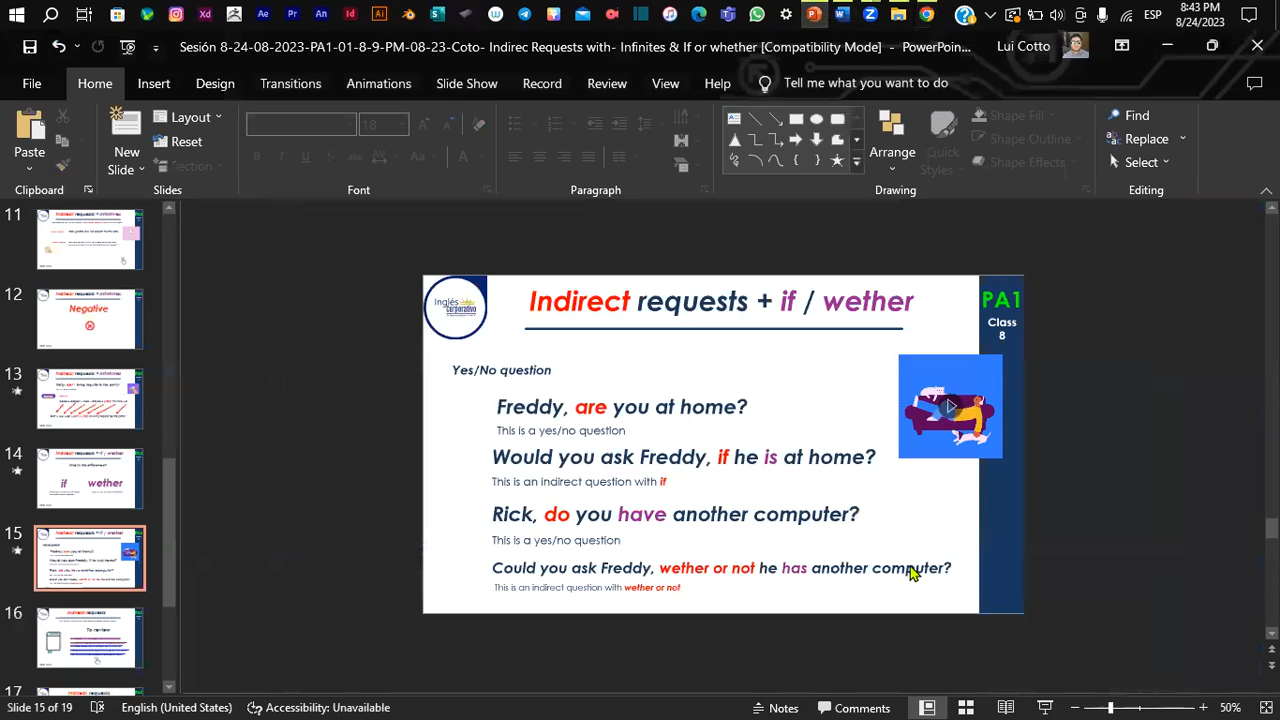 8:43 PM
ESP
8/24/2023
Sesión 8-24-08-2023-PA1-01-8-9-PM-08-23-Coto- Indirec Requests with- Infinites & If or whether [Compability Mode] - PowerPoin...
Lui Cotto
File Home Insert Design Transitions Animations Slide Show Record Review View Help Tell me what you want to do
Paste
New Slide
Layout
Reset
Section
18
Arrange
Quick Styles
Shape Fill
Shape Outline
Shape Effects
Find
Replace
Select
Clipboard Slides Font Paragraph Drawing Editing
11
Negative
if wether
15
To review
17
Inglés
Corporativo
Indirect requests + if / wether
PA1
Class
8
Yes/No question
Freddy, are you at home?
This is a yes/no question
Would you ask Freddy, if he is at home?
This is an indirect question with if
Rick, do you have another computer?
This is a yes/no question
Could you ask Freddy, wether or not he has another computer?
This is an indirect question with wether or not
Slide 15 of 19 English (United States) Accessibility: Unavailable Notes Comments 50%